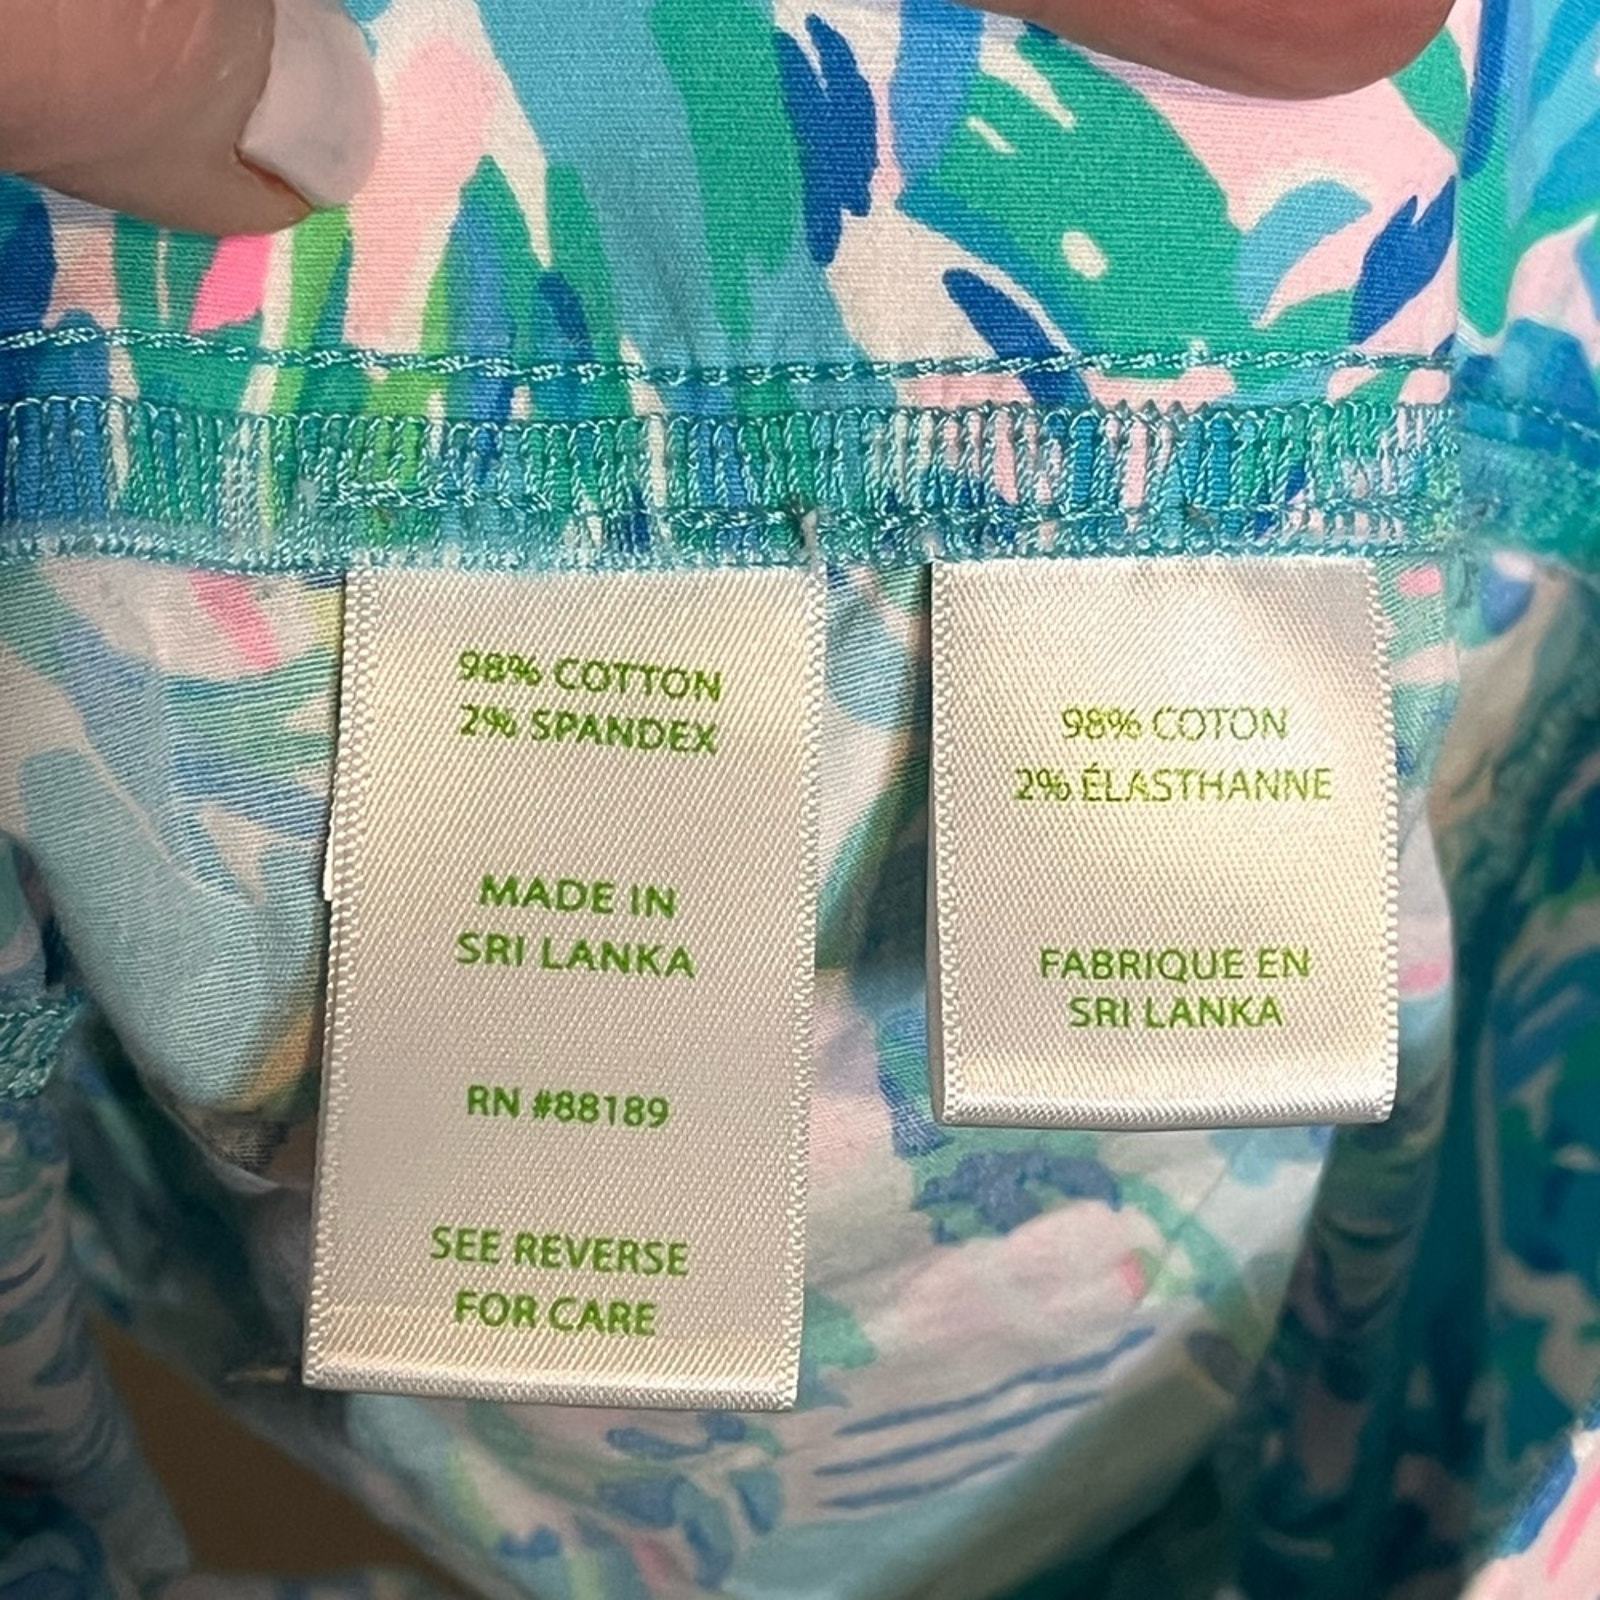 98% COTTON
2% SPANDEX
MADE IN
SRI LANKA
RN #88189
SEE REVERSE
FOR CARE
98% COTON
2% ÉLASTHANNE
FABRIQUE EN
SRI LANKA